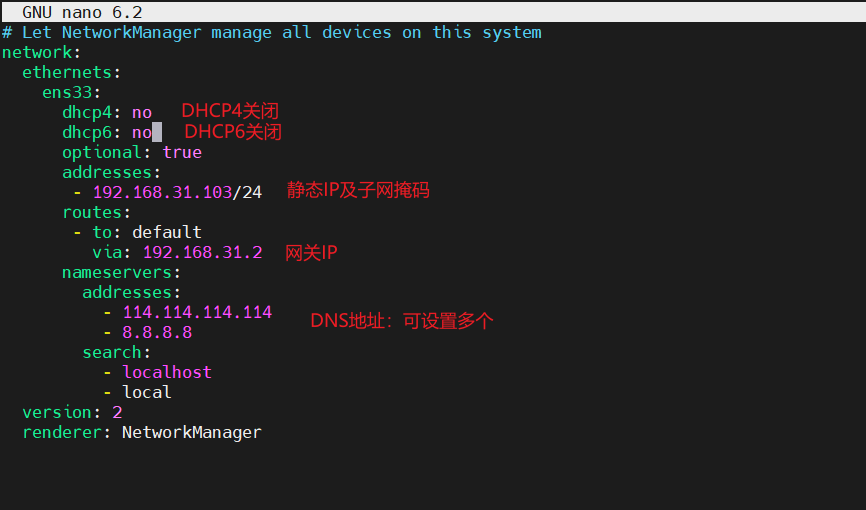 GNU nano 6.2
# Let NetworkManager manage all devices on this system
network:
  ethernets:
    ens33:
      dhcp4: no   DHCP4关闭
      dhcp6: no   DHCP6关闭
      optional: true
      addresses:
       - 192.168.31.103/24   静态IP及子网掩码
      routes:
       - to: default
         via: 192.168.31.2   网关IP
      nameservers:
        addresses:
          - 114.114.114.114
          - 8.8.8.8   DNS地址：可设置多个
        search:
          - localhost
          - local
  version: 2
  renderer: NetworkManager